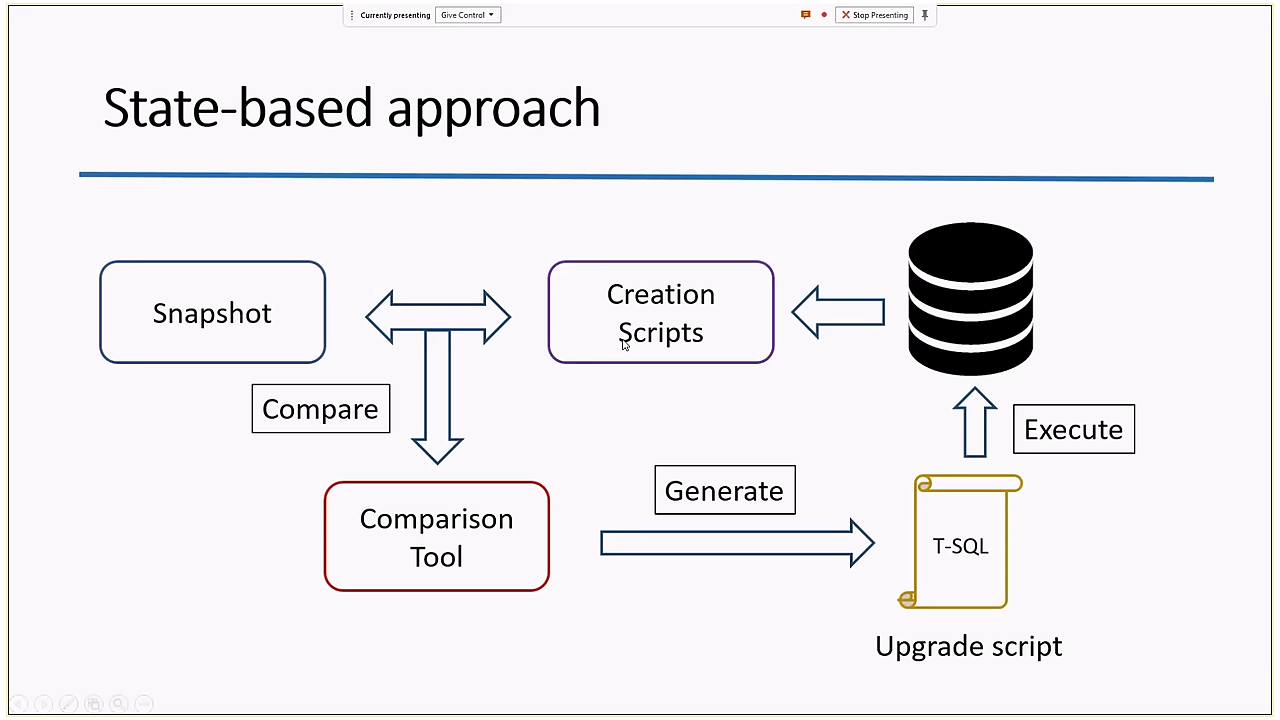 Currently presenting
Give Control
Stop Presenting
State-based approach
Snapshot
Creation
Scripts
Compare
Execute
Generate
Comparison
Tool
T-SQL
Upgrade script